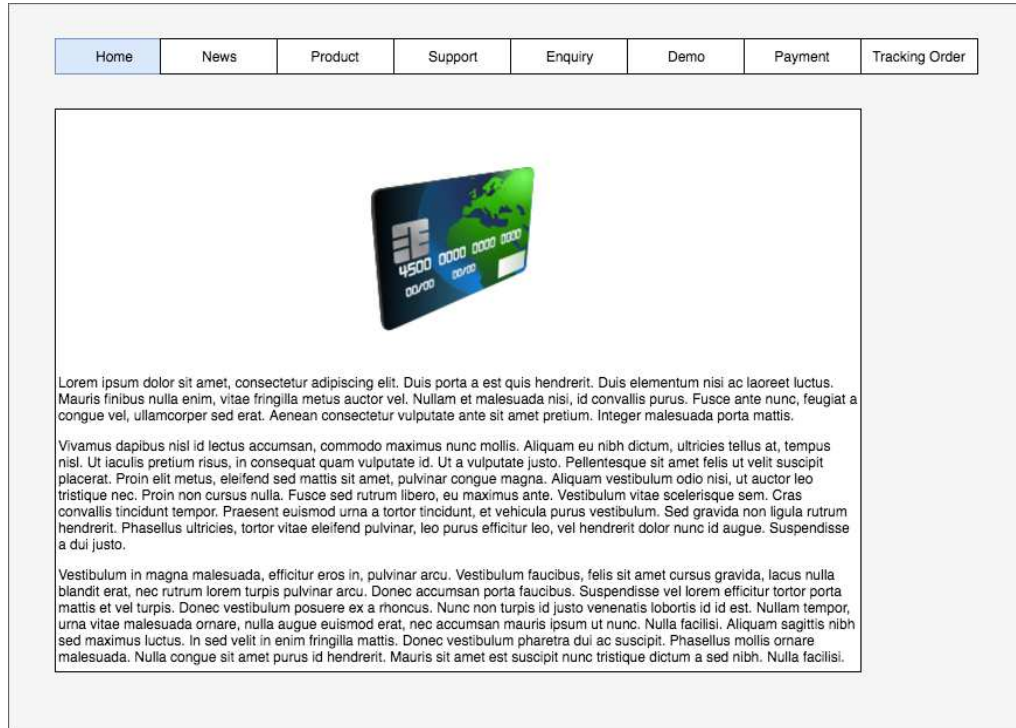 Home News Product Support Enquiry Demo Payment Tracking Order
4500 0000 0000 0000
00/00 00/00
Lorem ipsum dolor sit amet, consectetur adipiscing elit. Duis porta a est quis hendrerit. Duis elementum nisi ac laoreet luctus.
Mauris finibus nulla enim, vitae fringilla metus auctor vel. Nullam et malesuada nisi, id convallis purus. Fusce ante nunc, feugiat a
congue vel, ullamcorper sed erat. Aenean consectetur vulputate ante sit amet pretium. Integer malesuada porta mattis.
Vivamus dapibus nisl id lectus accumsan, commodo maximus nunc mollis. Aliquam eu nibh dictum, ultricies tellus at, tempus
nisl. Ut iaculis pretium risus, in consequat quam vulputate id. Ut a vulputate justo. Pellentesque sit amet felis ut velit suscipit
placerat. Proin elit metus, eleifend sed mattis sit amet, pulvinar congue magna. Aliquam vestibulum odio nisi, ut auctor leo
tristique nec. Proin non cursus nulla. Fusce sed rutrum libero, eu maximus ante. Vestibulum vitae scelerisque sem. Cras
convallis tincidunt tempor. Praesent euismod urna a tortor tincidunt, et vehicula purus vestibulum. Sed gravida non ligula rutrum
hendrerit. Phasellus ultricies, tortor vitae eleifend pulvinar, leo purus efficitur leo, vel hendrerit dolor nunc id augue. Suspendisse
a dui justo.
Vestibulum in magna malesuada, efficitur eros in, pulvinar arcu. Vestibulum faucibus, felis sit amet cursus gravida, lacus nulla
blandit erat, nec rutrum lorem turpis pulvinar arcu. Donec accumsan porta faucibus. Suspendisse vel lorem efficitur tortor porta
mattis et vel turpis. Donec vestibulum posuere ex a rhoncus. Nunc non turpis id justo venenatis lobortis id id est. Nullam tempor,
urna vitae malesuada ornare, nulla augue euismod erat, nec accumsan mauris ipsum ut nunc. Nulla facilisi. Aliquam sagittis nibh
sed maximus luctus. In sed velit in enim fringilla mattis. Donec vestibulum pharetra dui ac suscipit. Phasellus mollis ornare
malesuada. Nulla congue sit amet purus id hendrerit. Mauris sit amet est suscipit nunc tristique dictum a sed nibh. Nulla facilisi.